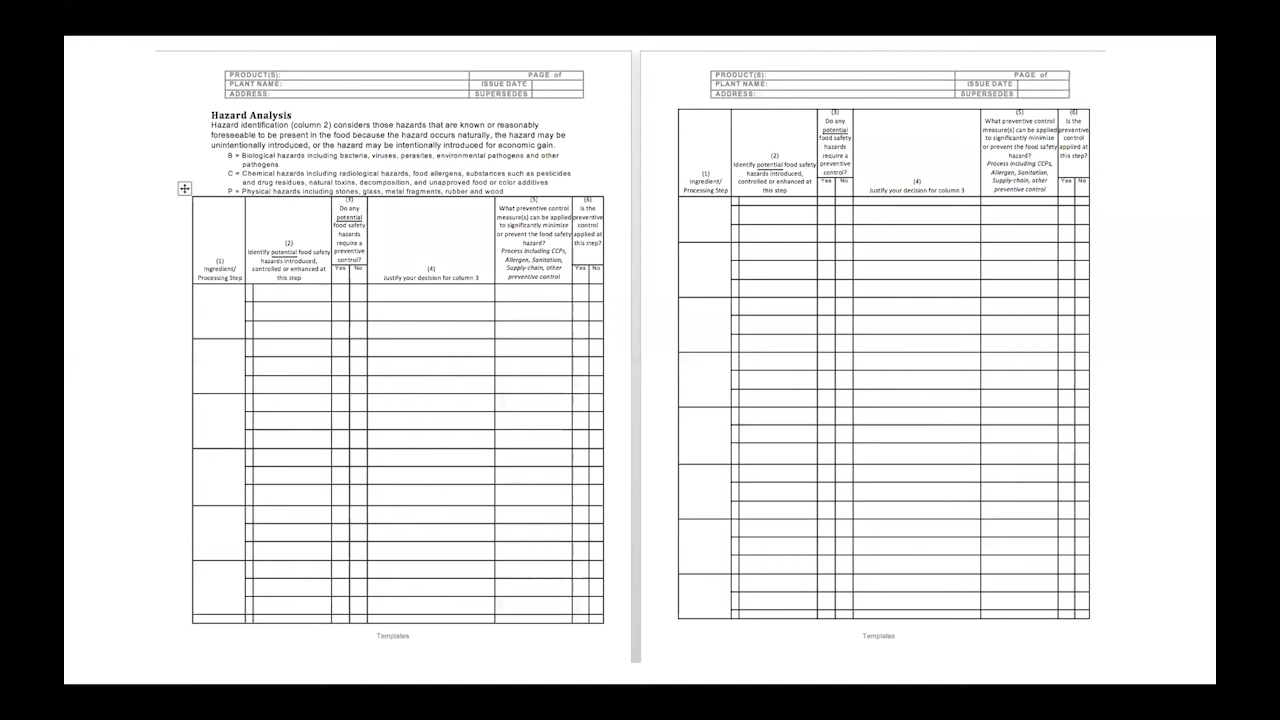 PRODUCT(S): PAGE of
PLANT NAME: ISSUE DATE
ADDRESS: SUPERSEDES
Hazard Analysis
Hazard identification (column 2) considers those hazards that are known or reasonably
foreseeable to be present in the food because the hazard occurs naturally, the hazard may be
unintentionally introduced, or the hazard may be intentionally introduced for economic gain.
B = Biological hazards including bacteria, viruses, parasites, environmental pathogens and other
pathogens
C = Chemical hazards including radiological hazards, food allergens, substances such as pesticides
and drug residues, natural toxins, decomposition, and unapproved food or color additives
P = Physical hazards including stones, glass, metal fragments, rubber and wood
(1)
Ingredient/
Processing Step
(2)
Identify potential food safety
hazards introduced,
controlled or enhanced at
this step
(3)
Do any
potential
food safety
hazards
require a
preventive
control?
Yes No
(4)
Justify your decision for column 3
(5)
What preventive control
measure(s) can be applied
to significantly minimize
or prevent the food safety
hazard?
Process including CCPs,
Allergen, Sanitation,
Supply-chain, other
preventive control
(6)
Is the
preventive
control
applied at
this step?
Yes No
Templates
PRODUCT(S): PAGE of
PLANT NAME: ISSUE DATE
ADDRESS: SUPERSEDES
(1)
Ingredient/
Processing Step
(2)
Identify potential food safety
hazards introduced,
controlled or enhanced at
this step
(3)
Do any
potential
food safety
hazards
require a
preventive
control?
Yes No
(4)
Justify your decision for column 3
(5)
What preventive control
measure(s) can be applied
to significantly minimize
or prevent the food safety
hazard?
Process including CCPs,
Allergen, Sanitation,
Supply-chain, other
preventive control
(6)
Is the
preventive
control
applied at
this step?
Yes No
Templates